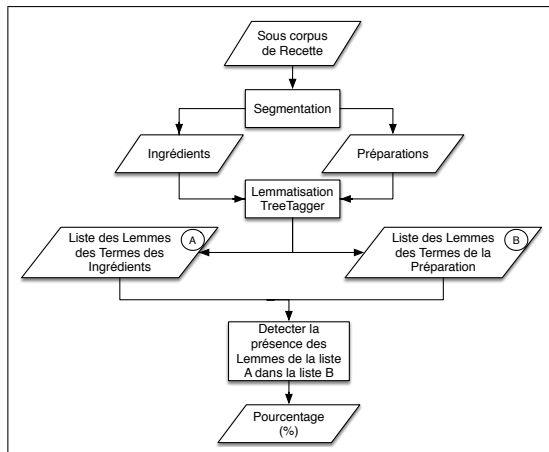 Sous corpus
de Recette
Segmentation
Ingrédients
Préparations
Lemmatisation
TreeTagger
Liste des Lemmes
des Termes des
Ingrédients
A
Liste des Lemmes
des Termes de la
Préparation
B
Detecter la
présence des
Lemmes de la liste
A dans la liste B
Pourcentage
(%)